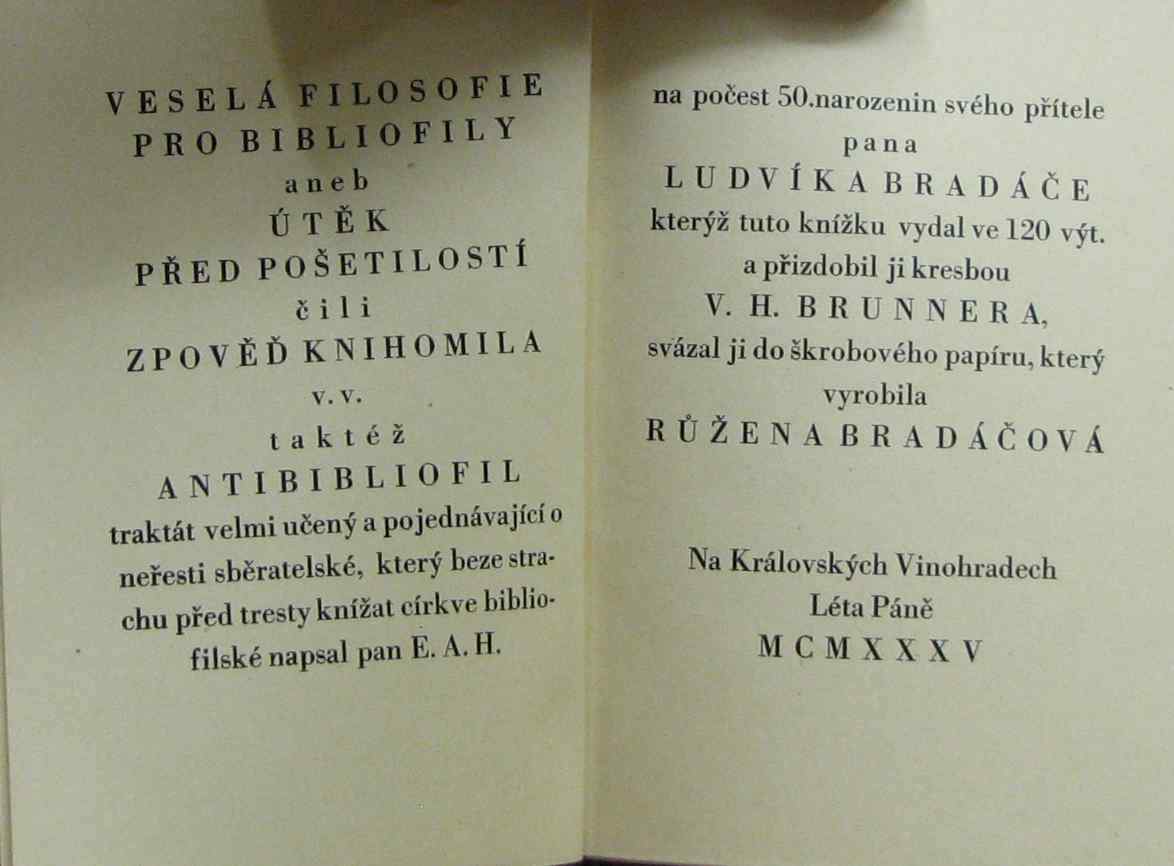 VESELÁ FILOSOFIE
PRO BIBLIOFILY
aneb
ÚTĚK
PŘED POŠETILOSTÍ
čili
ZPOVĚĎ KNIHOMILA
v. v.
taktéž
ANTIBIBLIOFIL
traktát velmi učený a pojednávající o
neřesti sběratelské, který beze stra-
chu před tresty knížat církve biblio-
filské napsal pan E. A. H.
na počest 50.narozenin svého přítele
pana
LUDVÍKA BRADÁČE
kterýž tuto knížku vydal ve 120 výt.
a přizdobil ji kresbou
V. H. BRUNNERA,
svázal ji do škrobového papíru, který
vyrobila
RŮŽENA BRADÁČOVÁ
Na Královských Vinohradech
Léta Páně
MCMXXXV